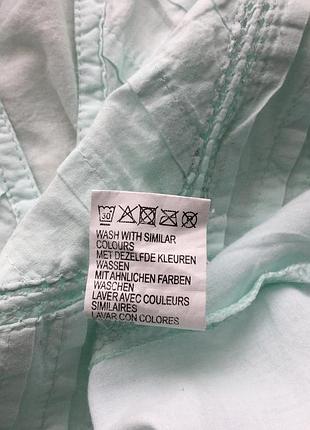 30
WASH WITH SIMILAR
COLOURS
MET DEZELFDE KLEUREN
WASSEN
MIT AHNLICHEN FARBEN
WASCHEN
LAVER AVEC COULEURS
SIMILAIRES
LAVAR CON COLORES